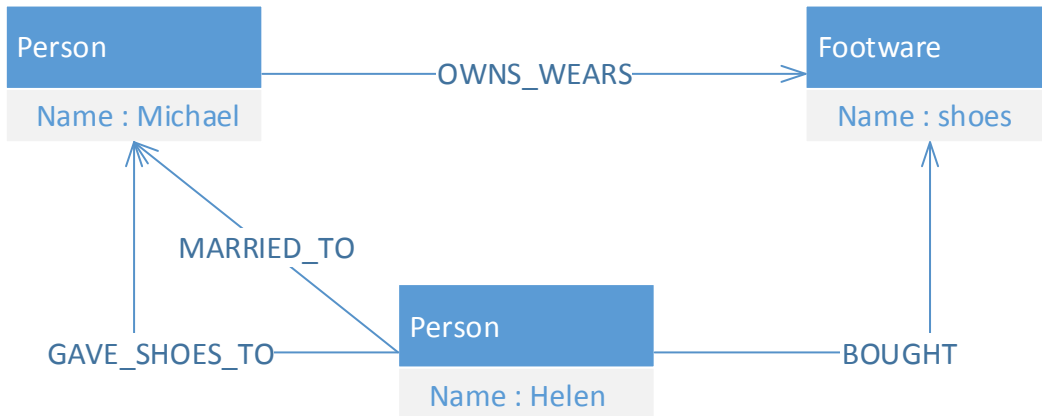 Person
Footware
OWNS_WEARS
Name : Michael
Name : shoes
MARRIED_TO
Person
GAVE_SHOES_TO
BOUGHT
Name : Helen